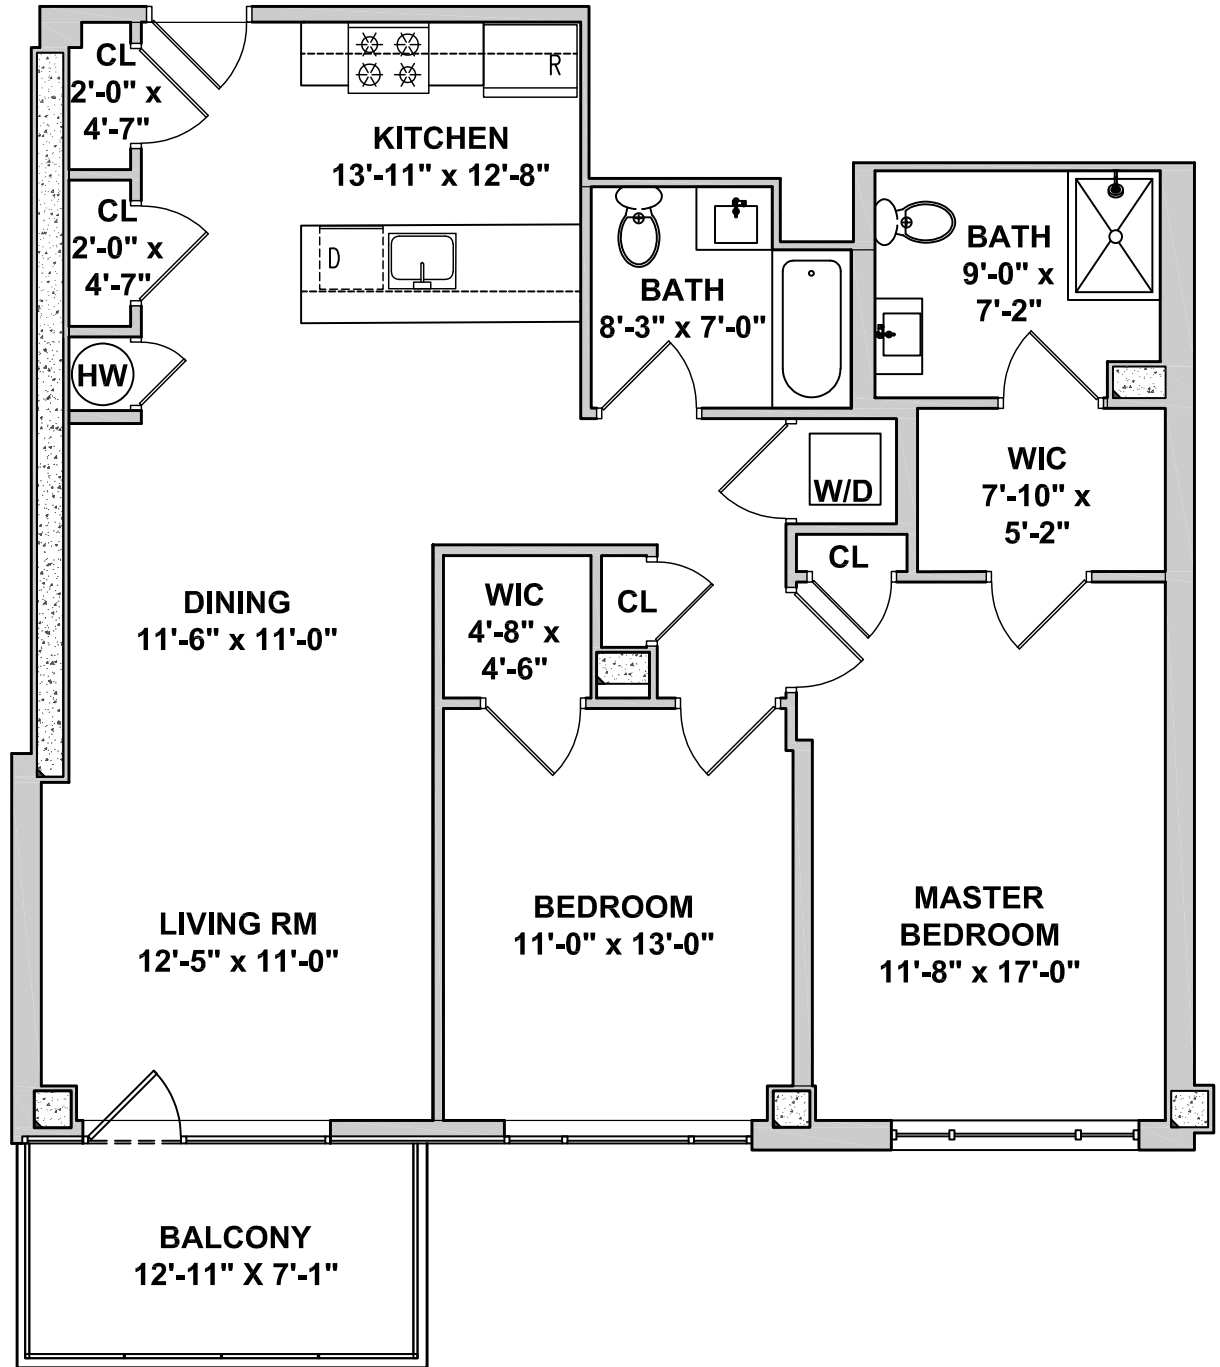 CL
2'-0" x
4'-7"
R
KITCHEN
13'-11" x 12'-8"
CL
2'-0" x
4'-7"
D
BATH
8'-3" x 7'-0"
BATH
9'-0" x
7'-2"
HW
W/D
WIC
7'-10" x
5'-2"
CL
DINING
11'-6" x 11'-0"
WIC
4'-8" x
4'-6"
CL
LIVING RM
12'-5" x 11'-0"
BEDROOM
11'-0" x 13'-0"
MASTER
BEDROOM
11'-8" x 17'-0"
BALCONY
12'-11" X 7'-1"